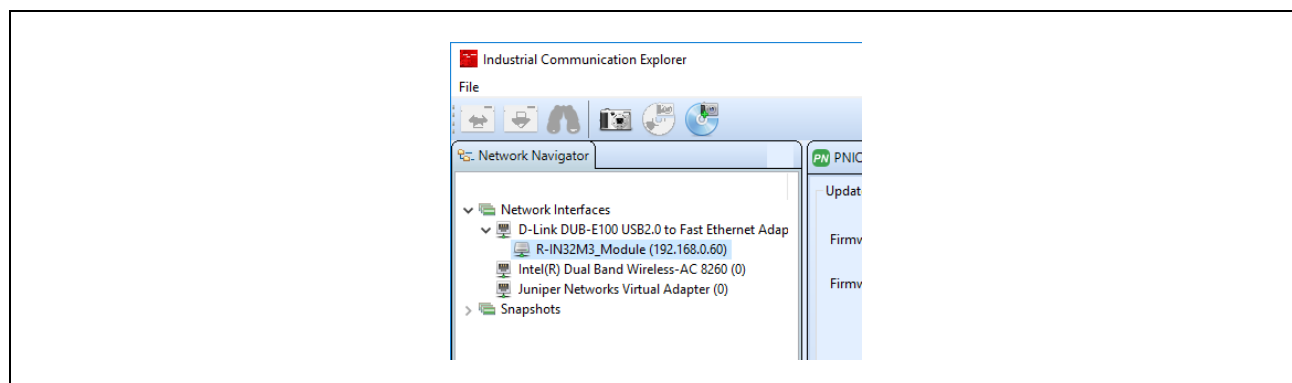 Industrial Communication Explorer
File
Network Navigator
PN PNIC
Updat
Network Interfaces
D-Link DUB-E100 USB2.0 to Fast Ethernet Adap
Firmw
R-IN32M3_Module (192.168.0.60)
Intel(R) Dual Band Wireless-AC 8260 (0)
Firmw
Juniper Networks Virtual Adapter (0)
Snapshots